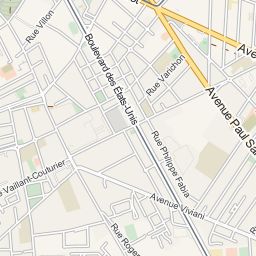 Rue Villon
Boulevard des États-Unis
Rue Varichon
Avenue Paul Sa
Rue Philippe Fabia
s Vaillant-Couturier
Avenue Viviani
Rue Roger